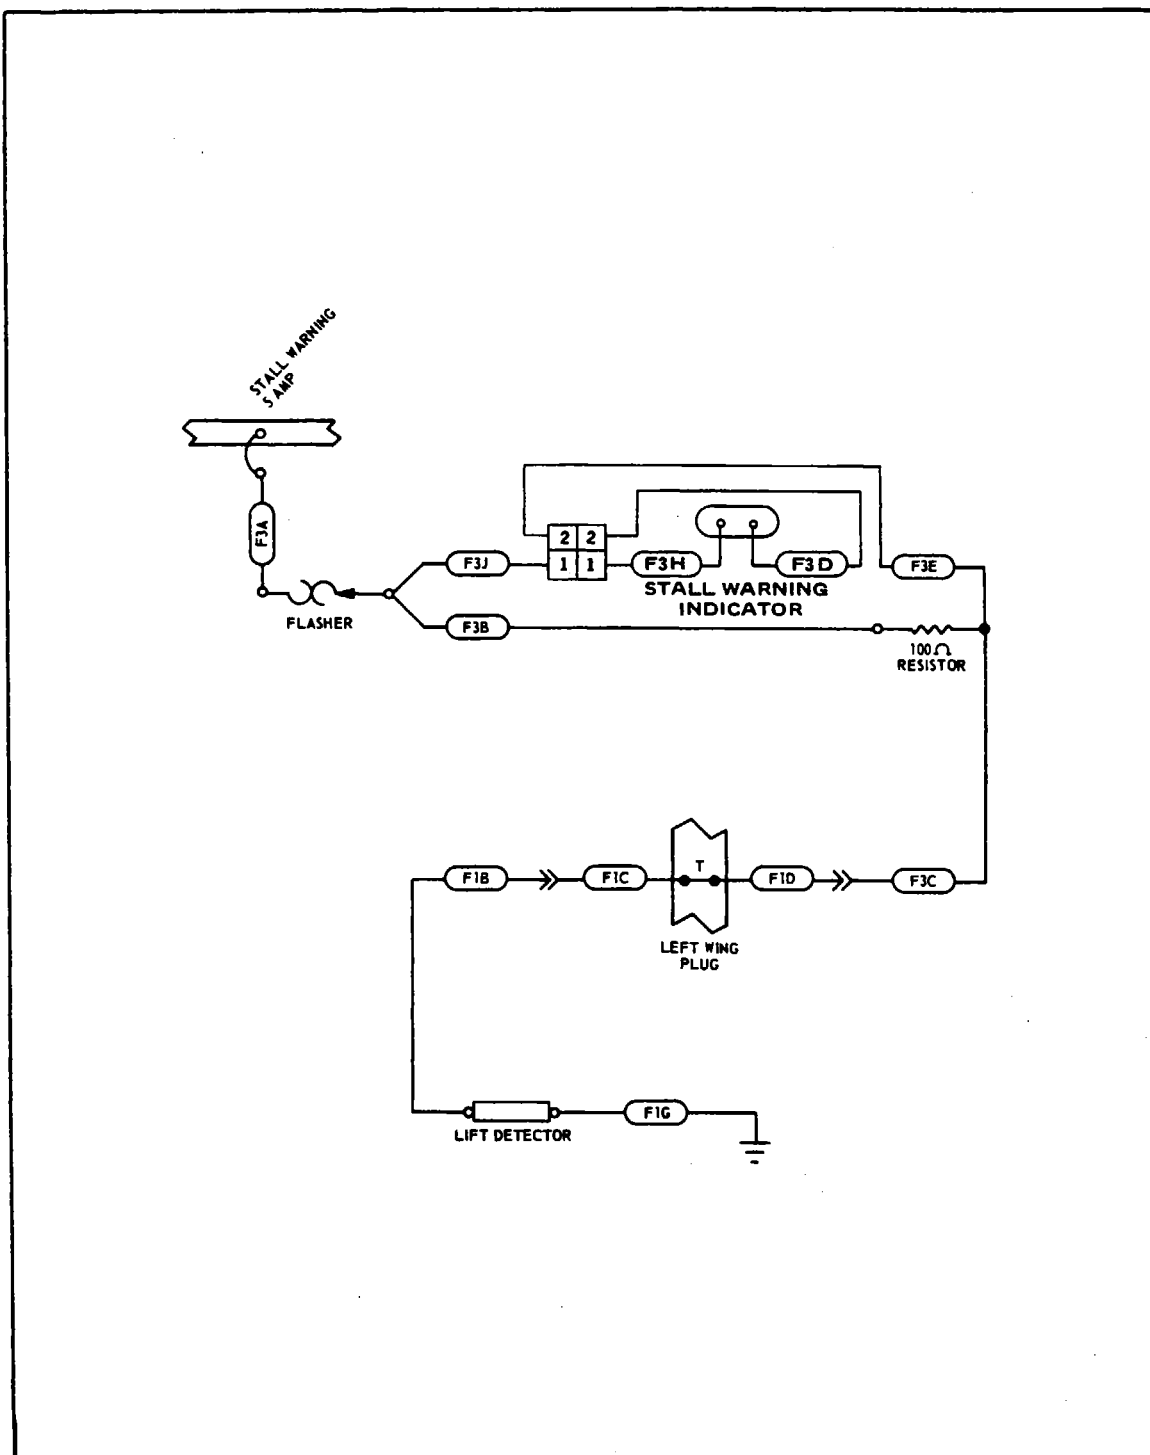 STALL WARNING
5 AMP
F3A
FLASHER
F3J
F3B
2 2
1 1
F3H
F3D
STALL WARNING
INDICATOR
F3E
100Ω
RESISTOR
F1B
F1C
T
F1D
F3C
LEFT WING
PLUG
LIFT DETECTOR
F1G